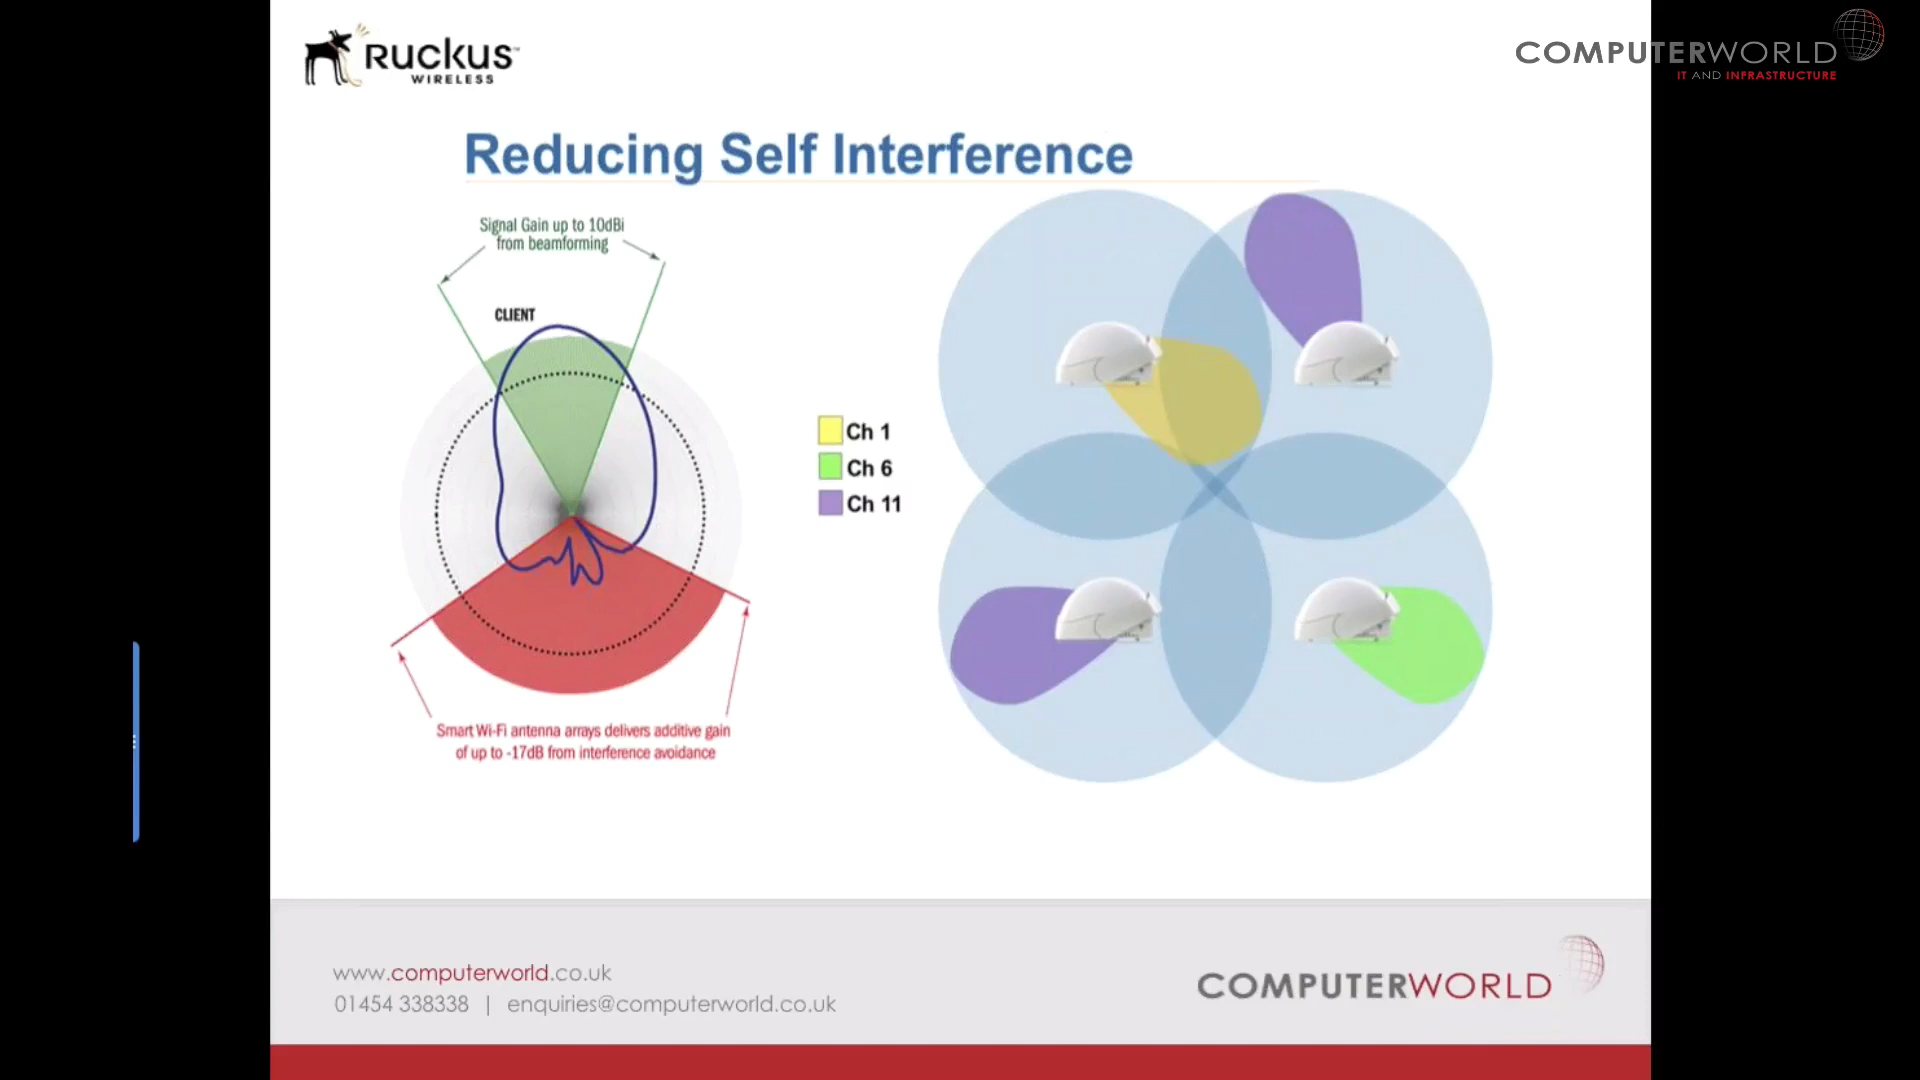 RUCKUS™
WIRELESS
COMPUTERWORLD
IT AND INFRASTRUCTURE
Reducing Self Interference
Signal Gain up to 10dBi
from beamforming
CLIENT
Ch 1
Ch 6
Ch 11
Smart Wi-Fi antenna arrays delivers additive gain
of up to -17dB from interference avoidance
www.computerworld.co.uk
01454 338338 | enquiries@computerworld.co.uk
COMPUTERWORLD